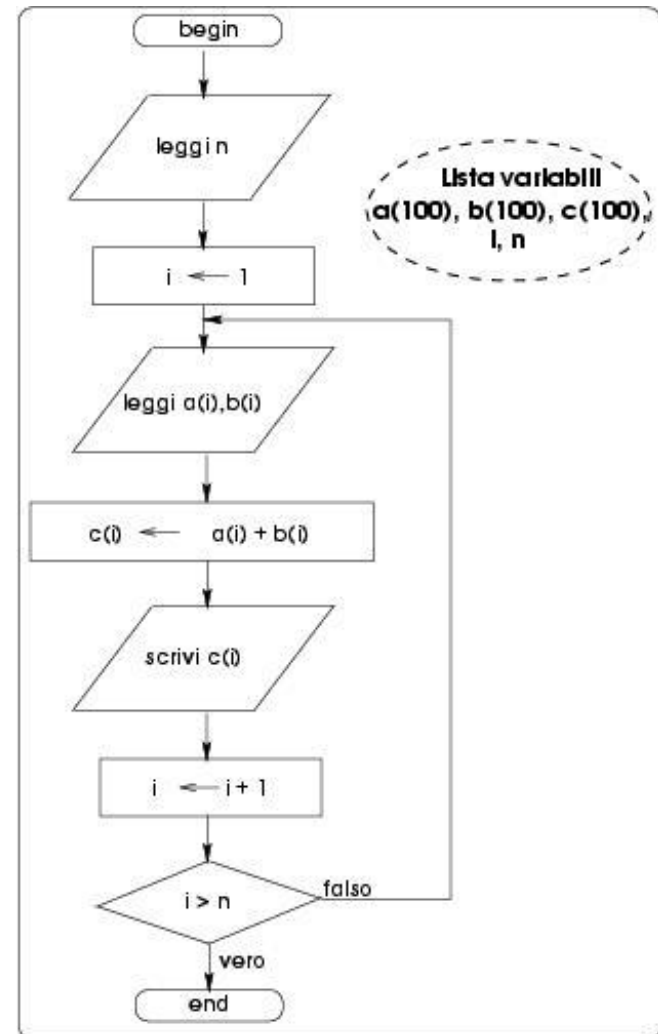 begin
leggi n
Lista variabili
a(100), b(100), c(100),
i, n
i ← 1
leggi a(i),b(i)
c(i) ← a(i) + b(i)
scrivi c(i)
i ← i + 1
i > n
falso
vero
end